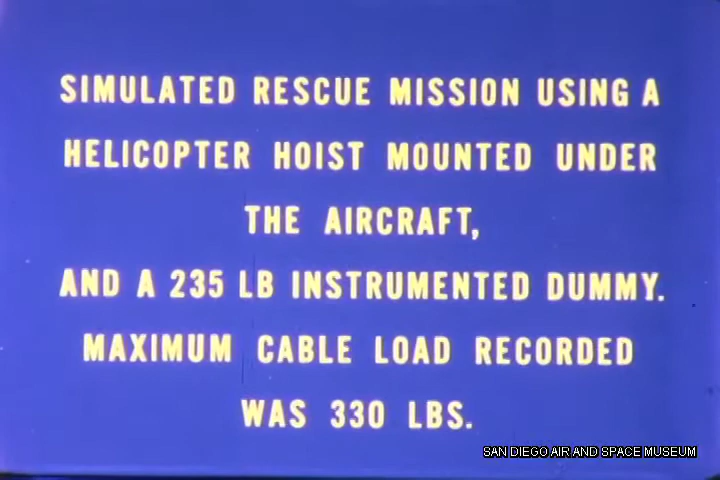 SIMULATED RESCUE MISSION USING A
HELICOPTER HOIST MOUNTED UNDER
THE AIRCRAFT,
AND A 235 LB INSTRUMENTED DUMMY.
MAXIMUM CABLE LOAD RECORDED
WAS 330 LBS.
SAN DIEGO AIR AND SPACE MUSEUM